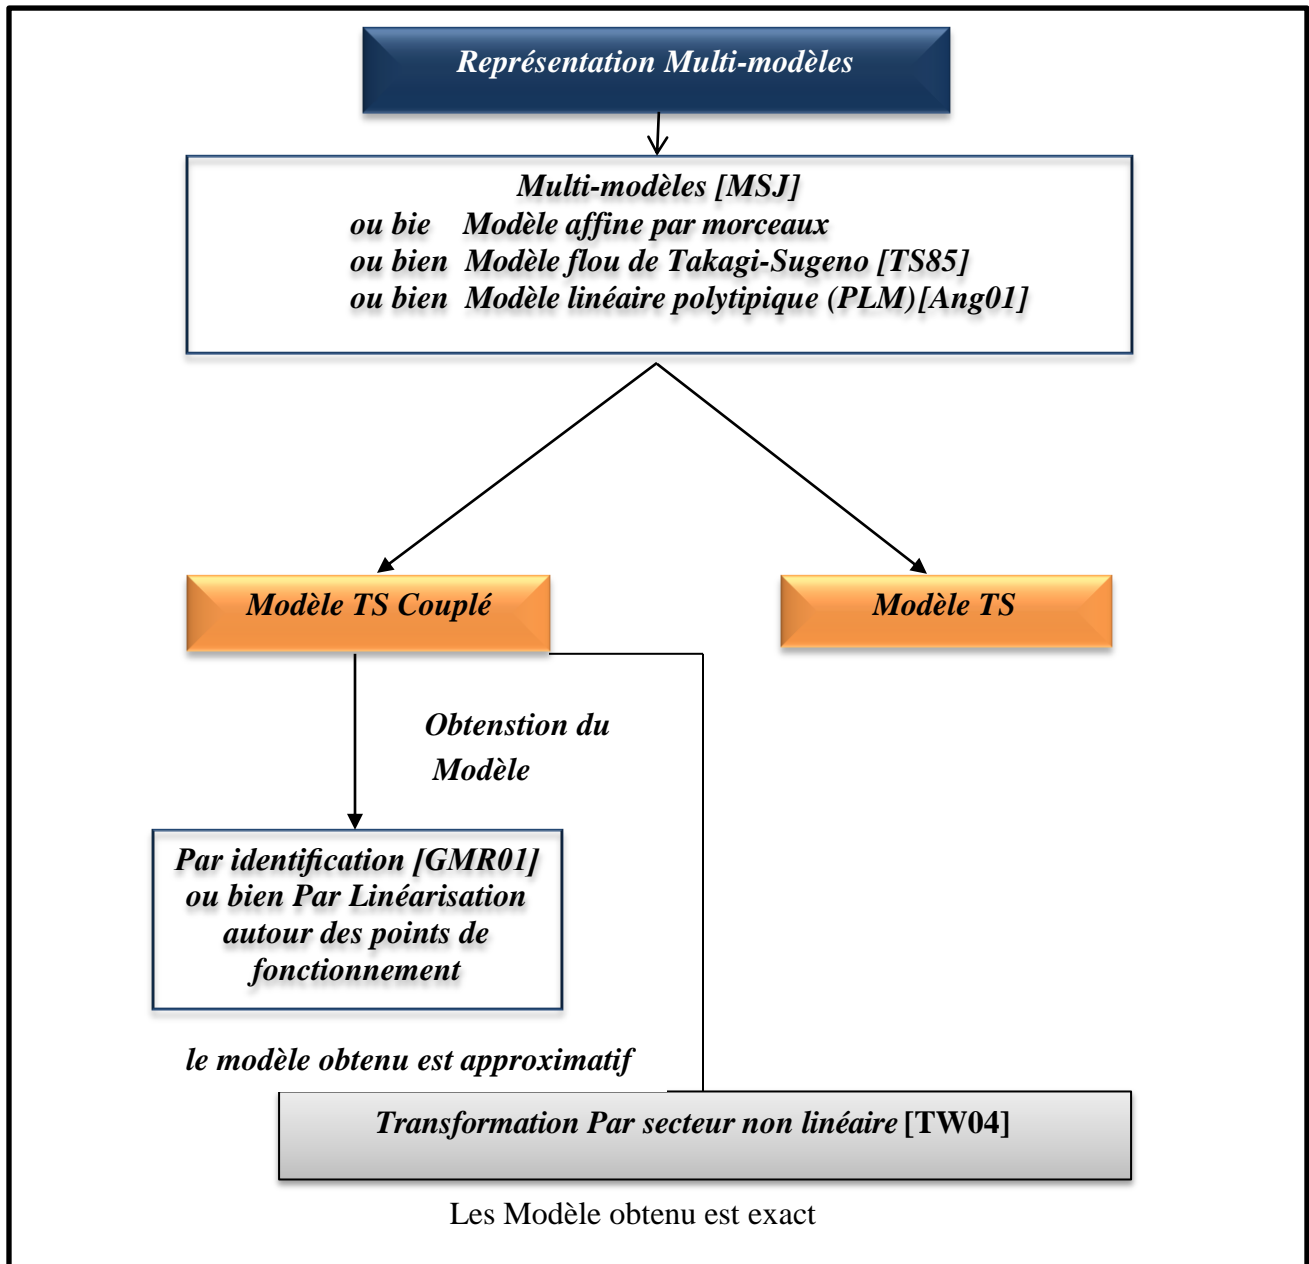 Représentation Multi-modèles
Multi-modèles [MSJ]
ou bie Modèle affine par morceaux
ou bien Modèle flou de Takagi-Sugeno [TS85]
ou bien Modèle linéaire polytipique (PLM)[Ang01]
Modèle TS Couplé
Modèle TS
Obtenstion du
Modèle
Par identification [GMR01]
ou bien Par Linéarisation
autour des points de
fonctionnement
le modèle obtenu est approximatif
Transformation Par secteur non linéaire [TW04]
Les Modèle obtenu est exact